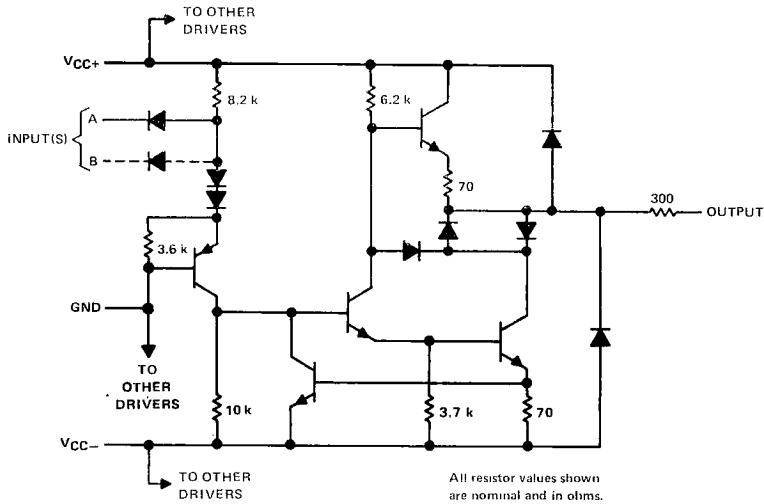 TO OTHER
DRIVERS
VCC+
8.2 k
6.2 k
A
INPUT(S)
B
70
300
OUTPUT
3.6 k
GND
TO
OTHER
DRIVERS
10 k
3.7 k
70
VCC–
TO OTHER
DRIVERS
All resistor values shown
are nominal and in ohms.